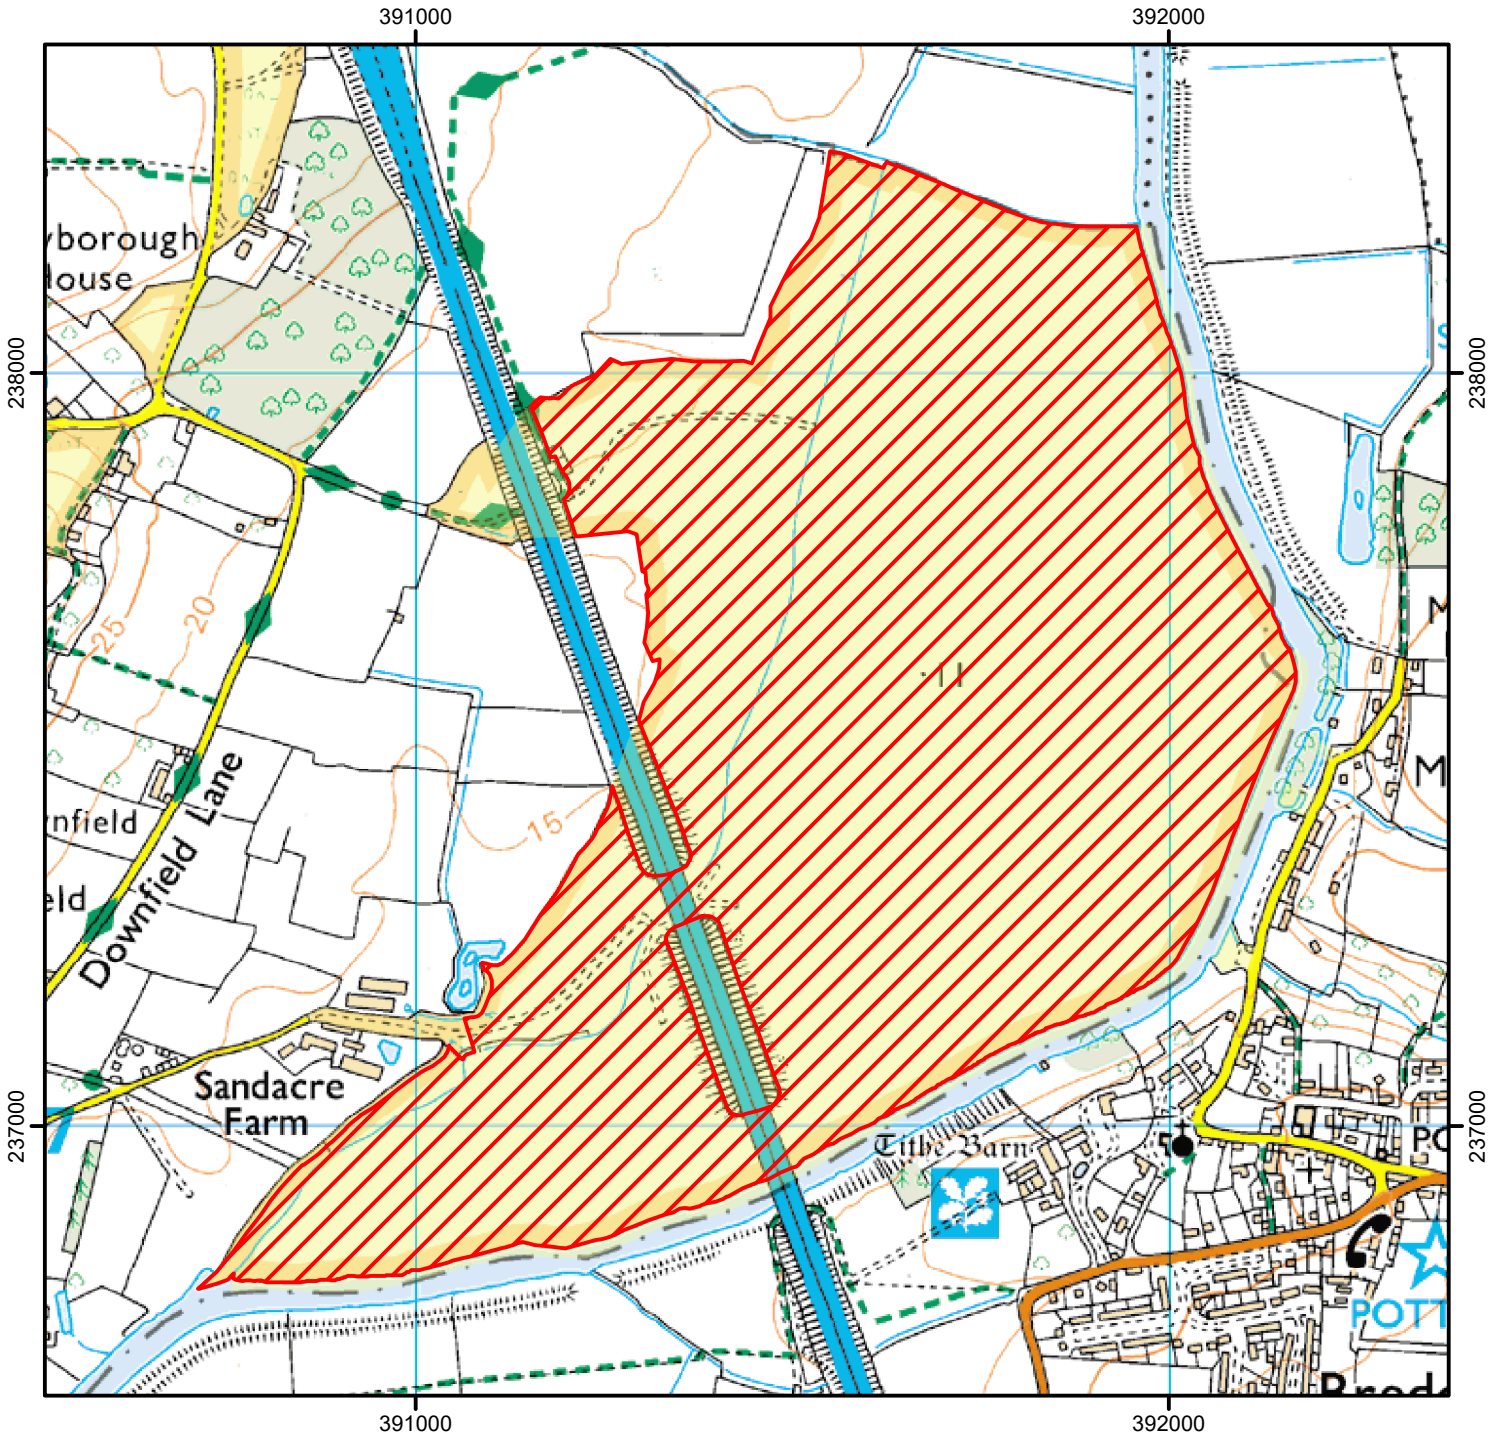 391000
392000
yborough
House
238000
238000
25
20
15
11
Downfield Lane
nfield
eld
M
M
S
Sandacre
Farm
237000
237000
Tithe Barn
PO
POTT
Bred
391000
392000